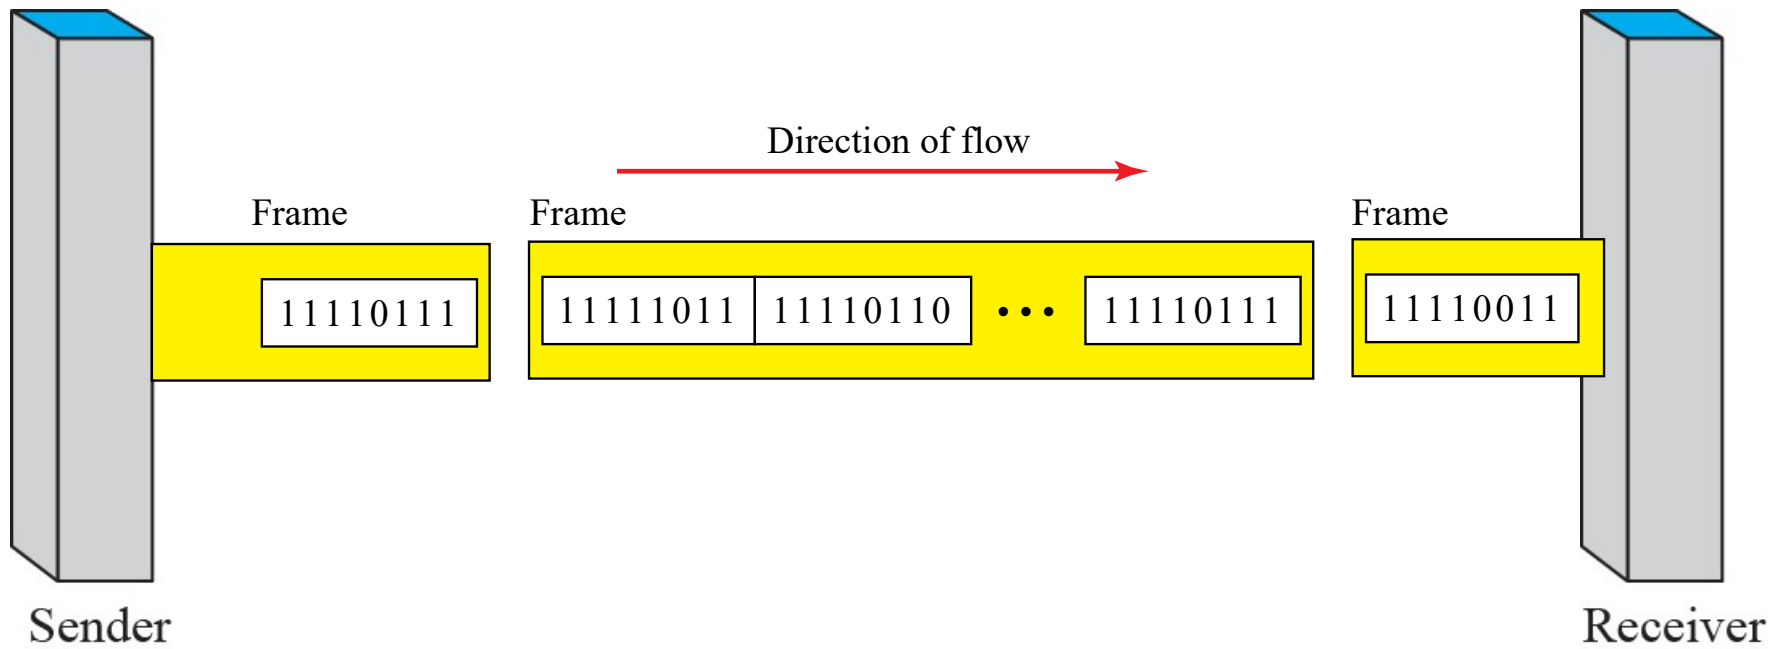 Direction of flow
Frame
Frame
Frame
11110111
11111011
11110110
•••
11110111
11110011
Sender
Receiver